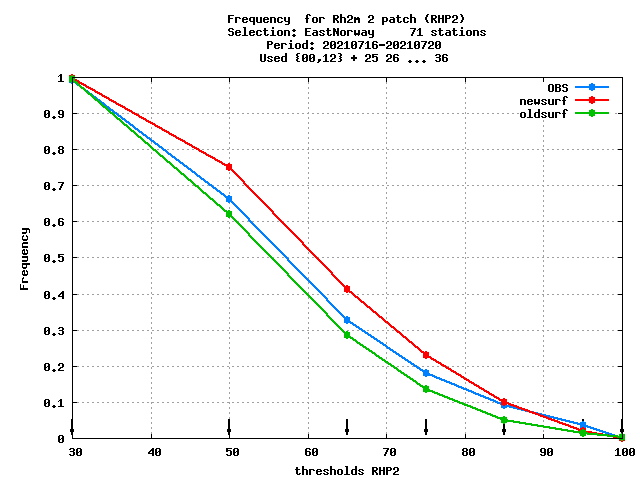 Frequency  for Rh2m 2 patch (RHP2)
Selection: EastNorway     71 stations
Period: 20210716-20210720
Used {00,12} + 25 26 ... 36
OBS
newsurf
oldsurf
1
0.9
0.8
0.7
0.6
0.5
0.4
0.3
0.2
0.1
0
Frequency
30 40 50 60 70 80 90 100
thresholds RHP2